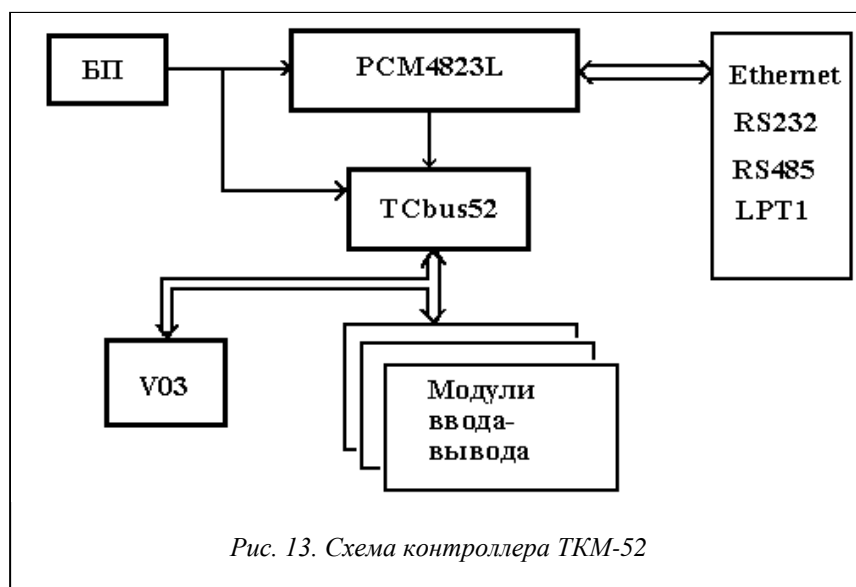 БП
PCM4823L
Ethernet
RS232
RS485
LPT1
TCbus52
V03
Модули
ввода-
вывода
Рис. 13. Схема контроллера ТКМ-52